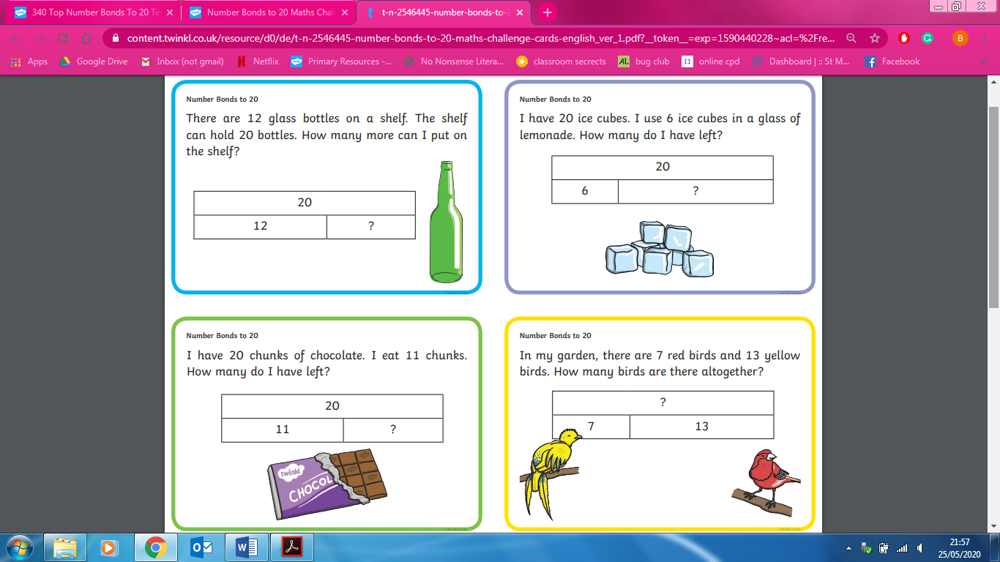 340 Top Number Bonds To 20 Te
Number Bonds to 20 Maths Chal
t-n-2546445-number-bonds-to-2
content.twinkl.co.uk/resource/d0/de/t-n-2546445-number-bonds-to-20-maths-challenge-cards-english_ver_1.pdf?__token__=exp=1590440228~acl=%2Fre...
B
Apps
Google Drive
Inbox (not gmail)
Netflix
Primary Resources -...
No Nonsense Litera...
classroom secrects
AL
bug club
online cpd
Dashboard | :: St M...
Facebook
»
Number Bonds to 20
There are 12 glass bottles on a shelf. The shelf
can hold 20 bottles. How many more can I put on
the shelf?
20
12 ?
twinkl.com
Number Bonds to 20
I have 20 ice cubes. I use 6 ice cubes in a glass of
lemonade. How many do I have left?
20
6 ?
twinkl.com
Number Bonds to 20
I have 20 chunks of chocolate. I eat 11 chunks.
How many do I have left?
20
11 ?
twinkl
CHOCOL
twinkl.com
Number Bonds to 20
In my garden, there are 7 red birds and 13 yellow
birds. How many birds are there altogether?
?
7 13
twinkl.com
21:57
25/05/2020